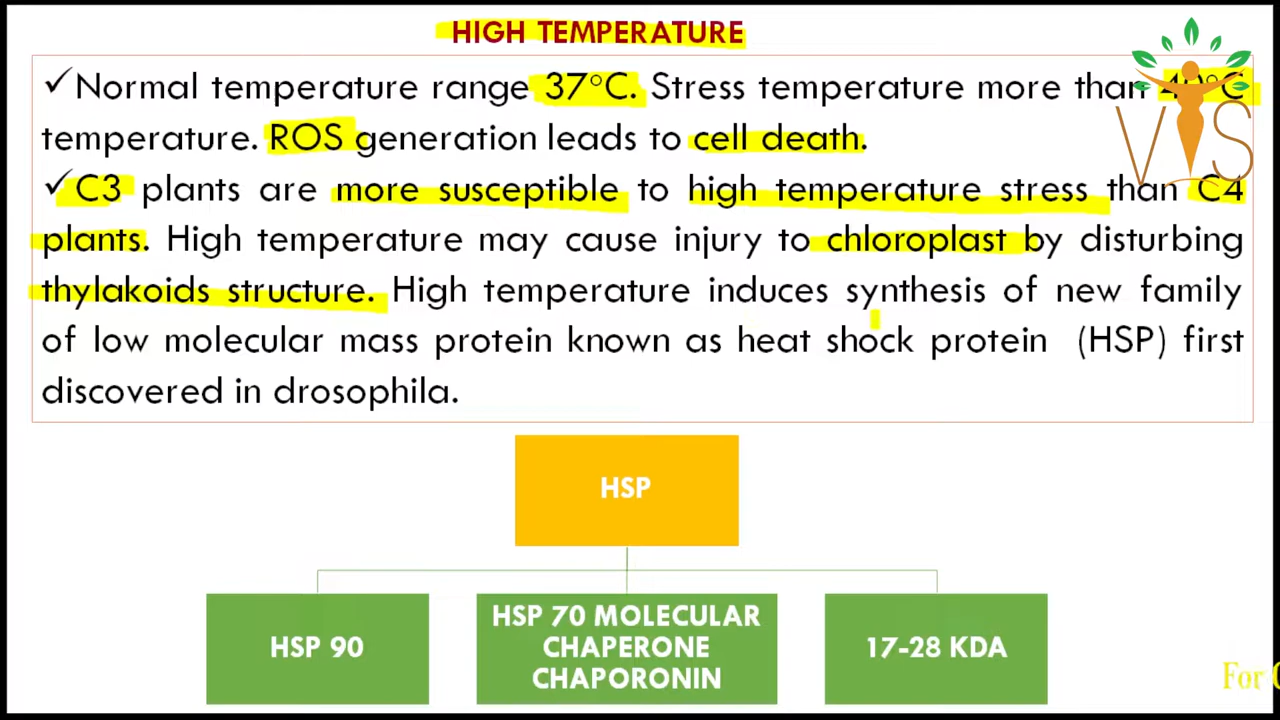 HIGH TEMPERATURE
✓Normal temperature range 37°C. Stress temperature more than 40°C
temperature. ROS generation leads to cell death.
✓C3 plants are more susceptible to high temperature stress than C4
plants. High temperature may cause injury to chloroplast by disturbing
thylakoids structure. High temperature induces synthesis of new family
of low molecular mass protein known as heat shock protein (HSP) first
discovered in drosophila.
VIS
HSP
HSP 90
HSP 70 MOLECULAR
CHAPERONE
CHAPORONIN
17-28 KDA
For